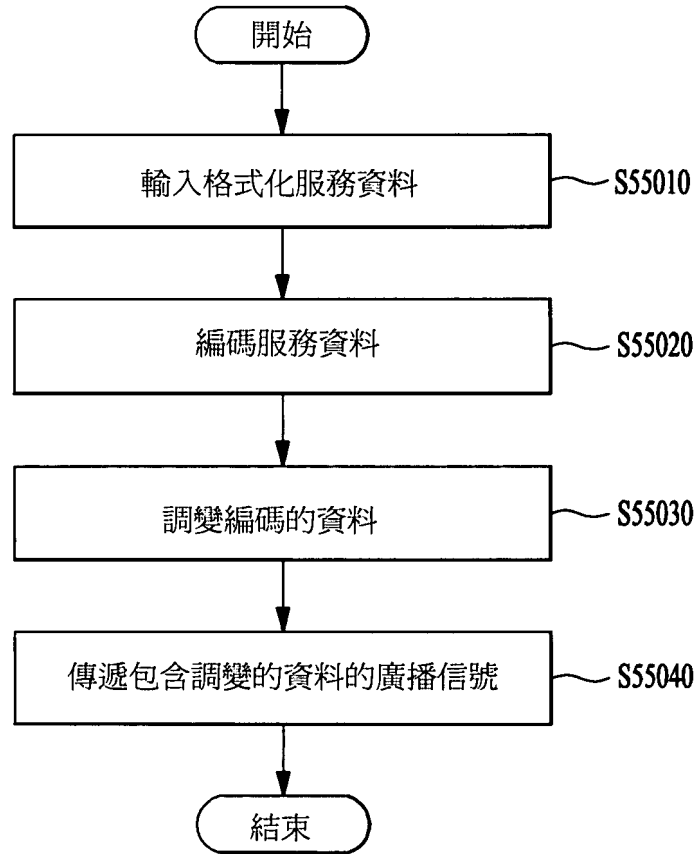 開始
輸入格式化服務資料
S55010
編碼服務資料
S55020
調變編碼的資料
S55030
傳遞包含調變的資料的廣播信號
S55040
結束